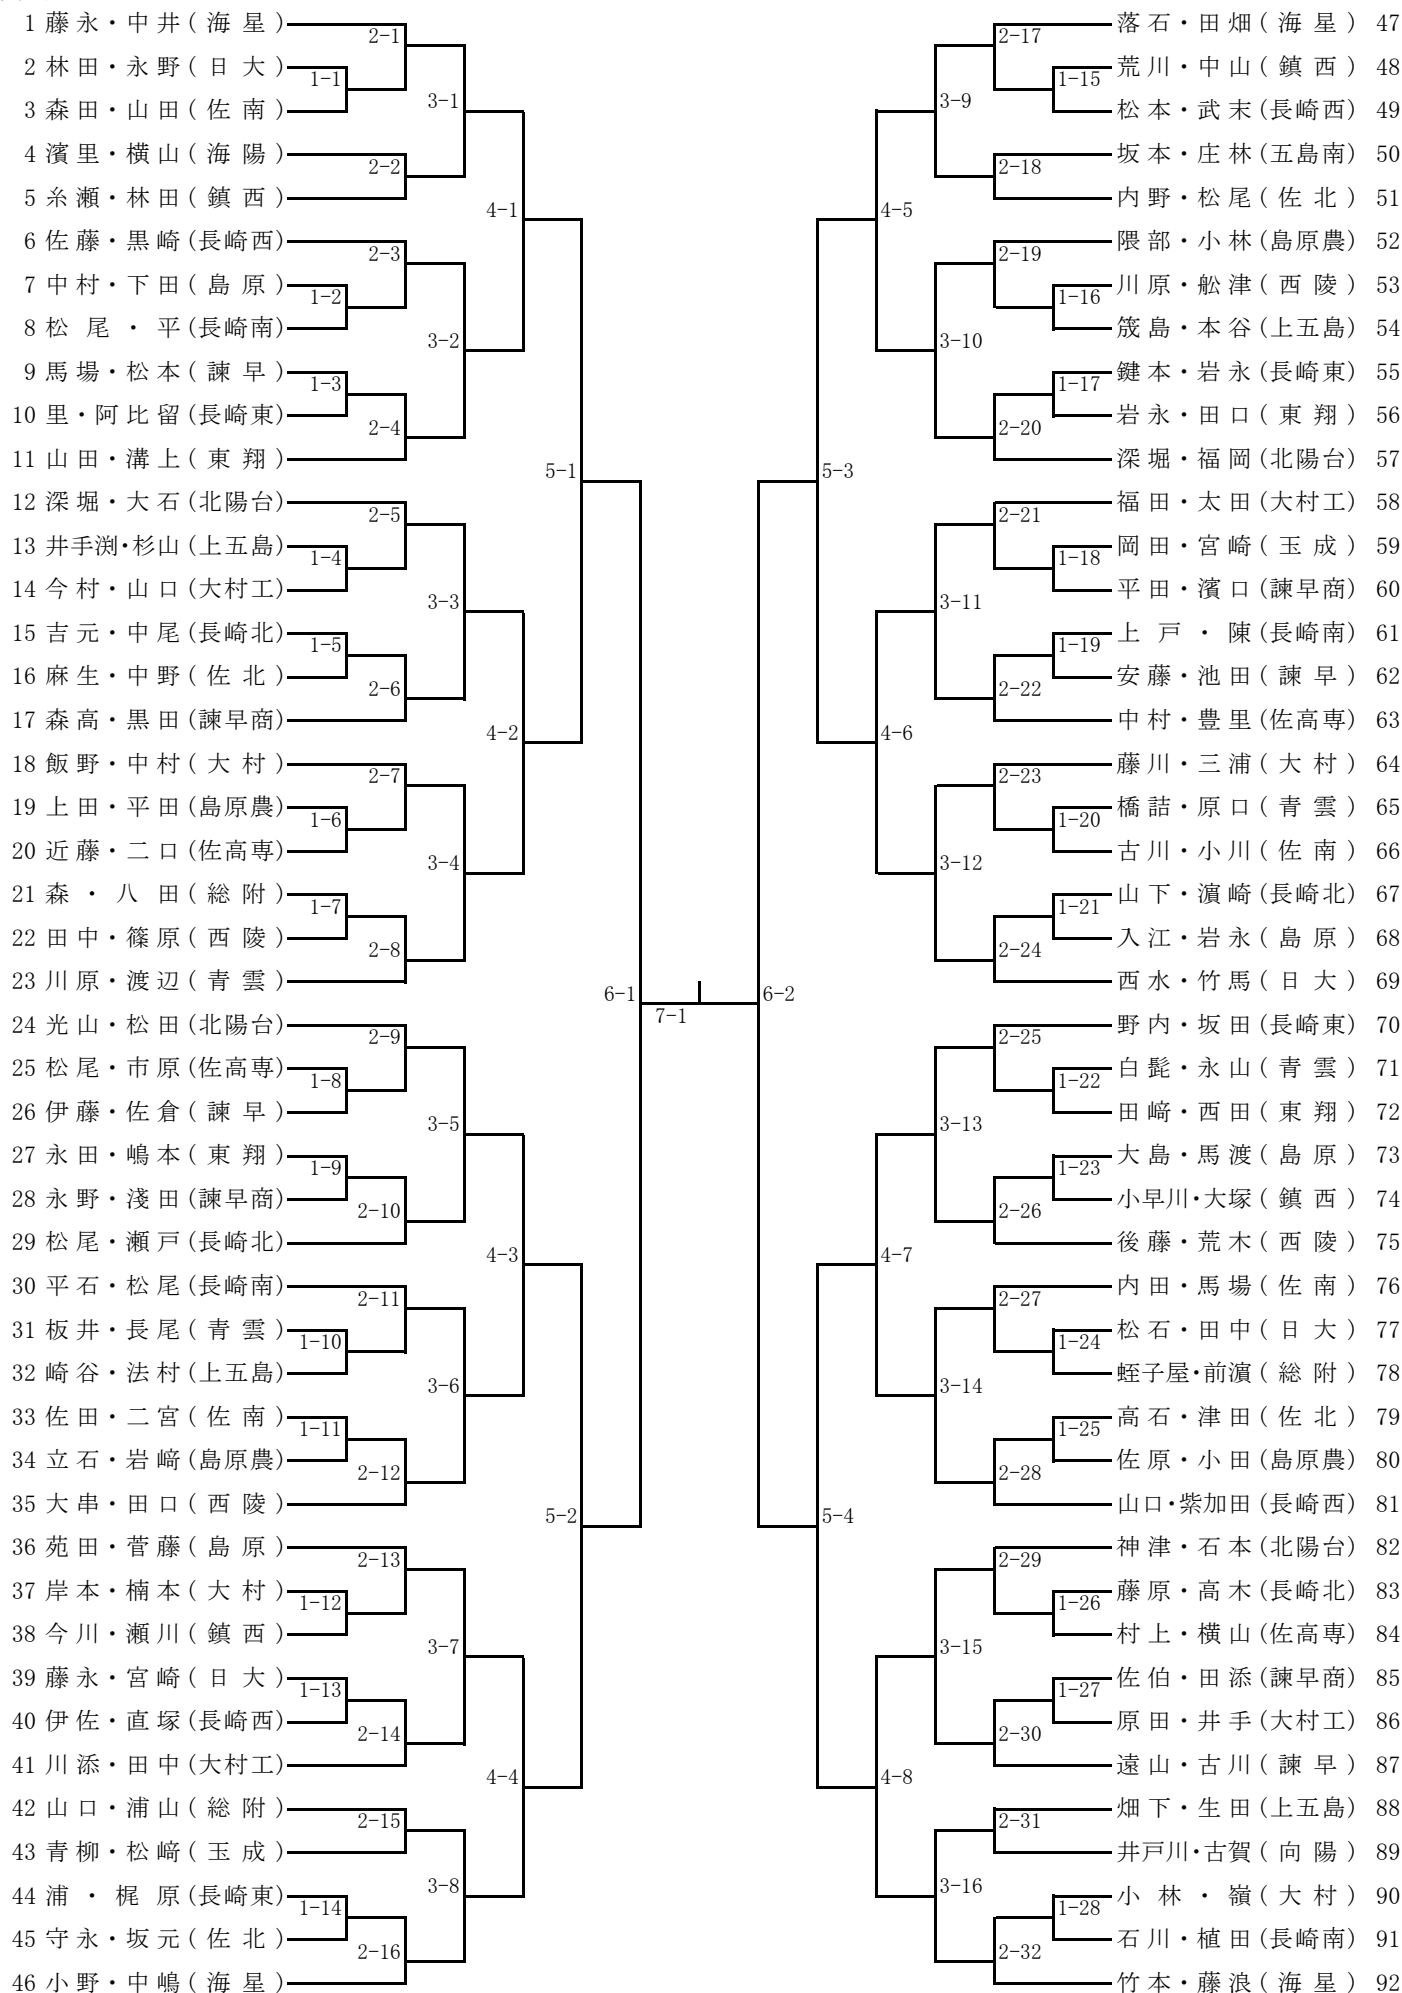 1 藤永・中井(海星)
2 林田・永野(日大)
3 森田・山田(佐南)
4 濱里・横山(海陽)
5 糸瀬・林田(鎮西)
6 佐藤・黒崎(長崎西)
7 中村・下田(島原)
8 松尾・平(長崎南)
9 馬場・松本(諫早)
10 里・阿比留(長崎東)
11 山田・溝上(東翔)
12 深堀・大石(北陽台)
13 井手渕・杉山(上五島)
14 今村・山口(大村工)
15 吉元・中尾(長崎北)
16 麻生・中野(佐北)
17 森高・黒田(諫早商)
18 飯野・中村(大村)
19 上田・平田(島原農)
20 近藤・二口(佐高専)
21 森・八田(総附)
22 田中・篠原(西陵)
23 川原・渡辺(青雲)
24 光山・松田(北陽台)
25 松尾・市原(佐高専)
26 伊藤・佐倉(諫早)
27 永田・嶋本(東翔)
28 永野・淺田(諫早商)
29 松尾・瀬戸(長崎北)
30 平石・松尾(長崎南)
31 板井・長尾(青雲)
32 崎谷・法村(上五島)
33 佐田・二宮(佐南)
34 立石・岩﨑(島原農)
35 大串・田口(西陵)
36 苑田・菅藤(島原)
37 岸本・楠本(大村)
38 今川・瀬川(鎮西)
39 藤永・宮崎(日大)
40 伊佐・直塚(長崎西)
41 川添・田中(大村工)
42 山口・浦山(総附)
43 青柳・松﨑(玉成)
44 浦・梶原(長崎東)
45 守永・坂元(佐北)
46 小野・中嶋(海星)
1-1
1-2
1-3
1-4
1-5
1-6
1-7
1-8
1-9
1-10
1-11
1-12
1-13
1-14
2-1
2-2
2-3
2-4
2-5
2-6
2-7
2-8
2-9
2-10
2-11
2-12
2-13
2-14
2-15
2-16
3-1
3-2
3-3
3-4
3-5
3-6
3-7
3-8
4-1
4-2
4-3
4-4
5-1
5-2
6-1
7-1
6-2
5-3
5-4
4-5
4-6
4-7
4-8
3-9
3-10
3-11
3-12
3-13
3-14
3-15
3-16
2-17
2-18
2-19
2-20
2-21
2-22
2-23
2-24
2-25
2-26
2-27
2-28
2-29
2-30
2-31
2-32
1-15
1-16
1-17
1-18
1-19
1-20
1-21
1-22
1-23
1-24
1-25
1-26
1-27
1-28
落石・田畑(海星) 47
荒川・中山(鎮西) 48
松本・武末(長崎西) 49
坂本・庄林(五島南) 50
内野・松尾(佐北) 51
隈部・小林(島原農) 52
川原・舩津(西陵) 53
筬島・本谷(上五島) 54
鍵本・岩永(長崎東) 55
岩永・田口(東翔) 56
深堀・福岡(北陽台) 57
福田・太田(大村工) 58
岡田・宮崎(玉成) 59
平田・濱口(諫早商) 60
上戸・陳(長崎南) 61
安藤・池田(諫早) 62
中村・豊里(佐高専) 63
藤川・三浦(大村) 64
橋詰・原口(青雲) 65
古川・小川(佐南) 66
山下・濵崎(長崎北) 67
入江・岩永(島原) 68
西水・竹馬(日大) 69
野内・坂田(長崎東) 70
白髭・永山(青雲) 71
田﨑・西田(東翔) 72
大島・馬渡(島原) 73
小早川・大塚(鎮西) 74
後藤・荒木(西陵) 75
内田・馬場(佐南) 76
松石・田中(日大) 77
蛭子屋・前濵(総附) 78
高石・津田(佐北) 79
佐原・小田(島原農) 80
山口・紫加田(長崎西) 81
神津・石本(北陽台) 82
藤原・高木(長崎北) 83
村上・横山(佐高専) 84
佐伯・田添(諫早商) 85
原田・井手(大村工) 86
遠山・古川(諫早) 87
畑下・生田(上五島) 88
井戸川・古賀(向陽) 89
小林・嶺(大村) 90
石川・植田(長崎南) 91
竹本・藤浪(海星) 92